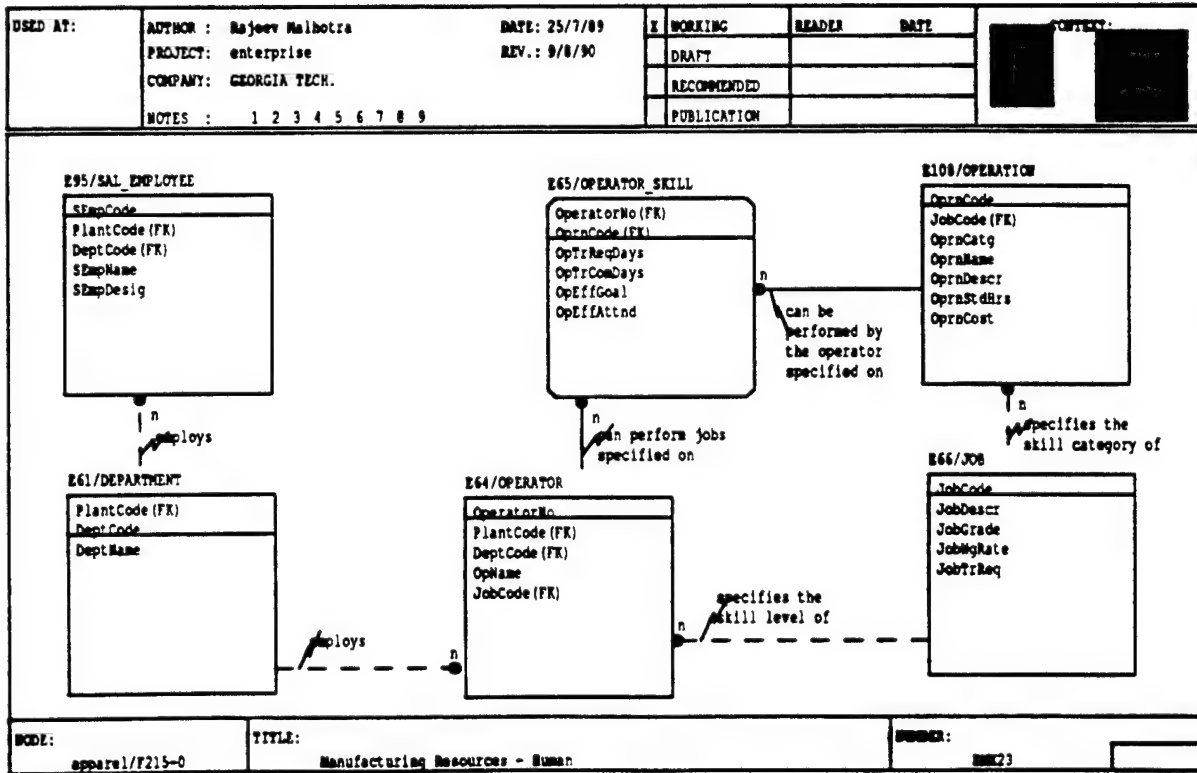 USED AT:
AUTHOR : Rajeev Malhotra
DATE: 25/7/89
PROJECT: enterprise
REV.: 9/8/90
COMPANY: GEORGIA TECH.
NOTES : 1 2 3 4 5 6 7 8 9
X WORKING
DRAFT
RECOMMENDED
PUBLICATION
READER DATE
CONTEXT:
E95/SAL_EMPLOYEE
SEmpCode
PlantCode(FK)
DeptCode(FK)
SEmpName
SEmpDesig
n
employs
E65/OPERATOR_SKILL
OperatorNo(FK)
OprnCode(FK)
OpTrReqDays
OpTrComDays
OpEffGoal
OpEffAttnd
n
can be
performed by
the operator
specified on
E108/OPERATION
OprnCode
JobCode(FK)
OprnCatg
OprnName
OprnDescr
OprnStdHrs
OprnCost
n
specifies the
skill category of
n
can perform jobs
specified on
E61/DEPARTMENT
PlantCode(FK)
DeptCode
DeptName
employs
n
E64/OPERATOR
OperatorNo
PlantCode(FK)
DeptCode(FK)
OpName
JobCode(FK)
n
specifies the
skill level of
E66/JOB
JobCode
JobDescr
JobGrade
JobWgRate
JobTrReq
NODE:
apparel/F215-0
TITLE:
Manufacturing Resources - Human
NUMBER: